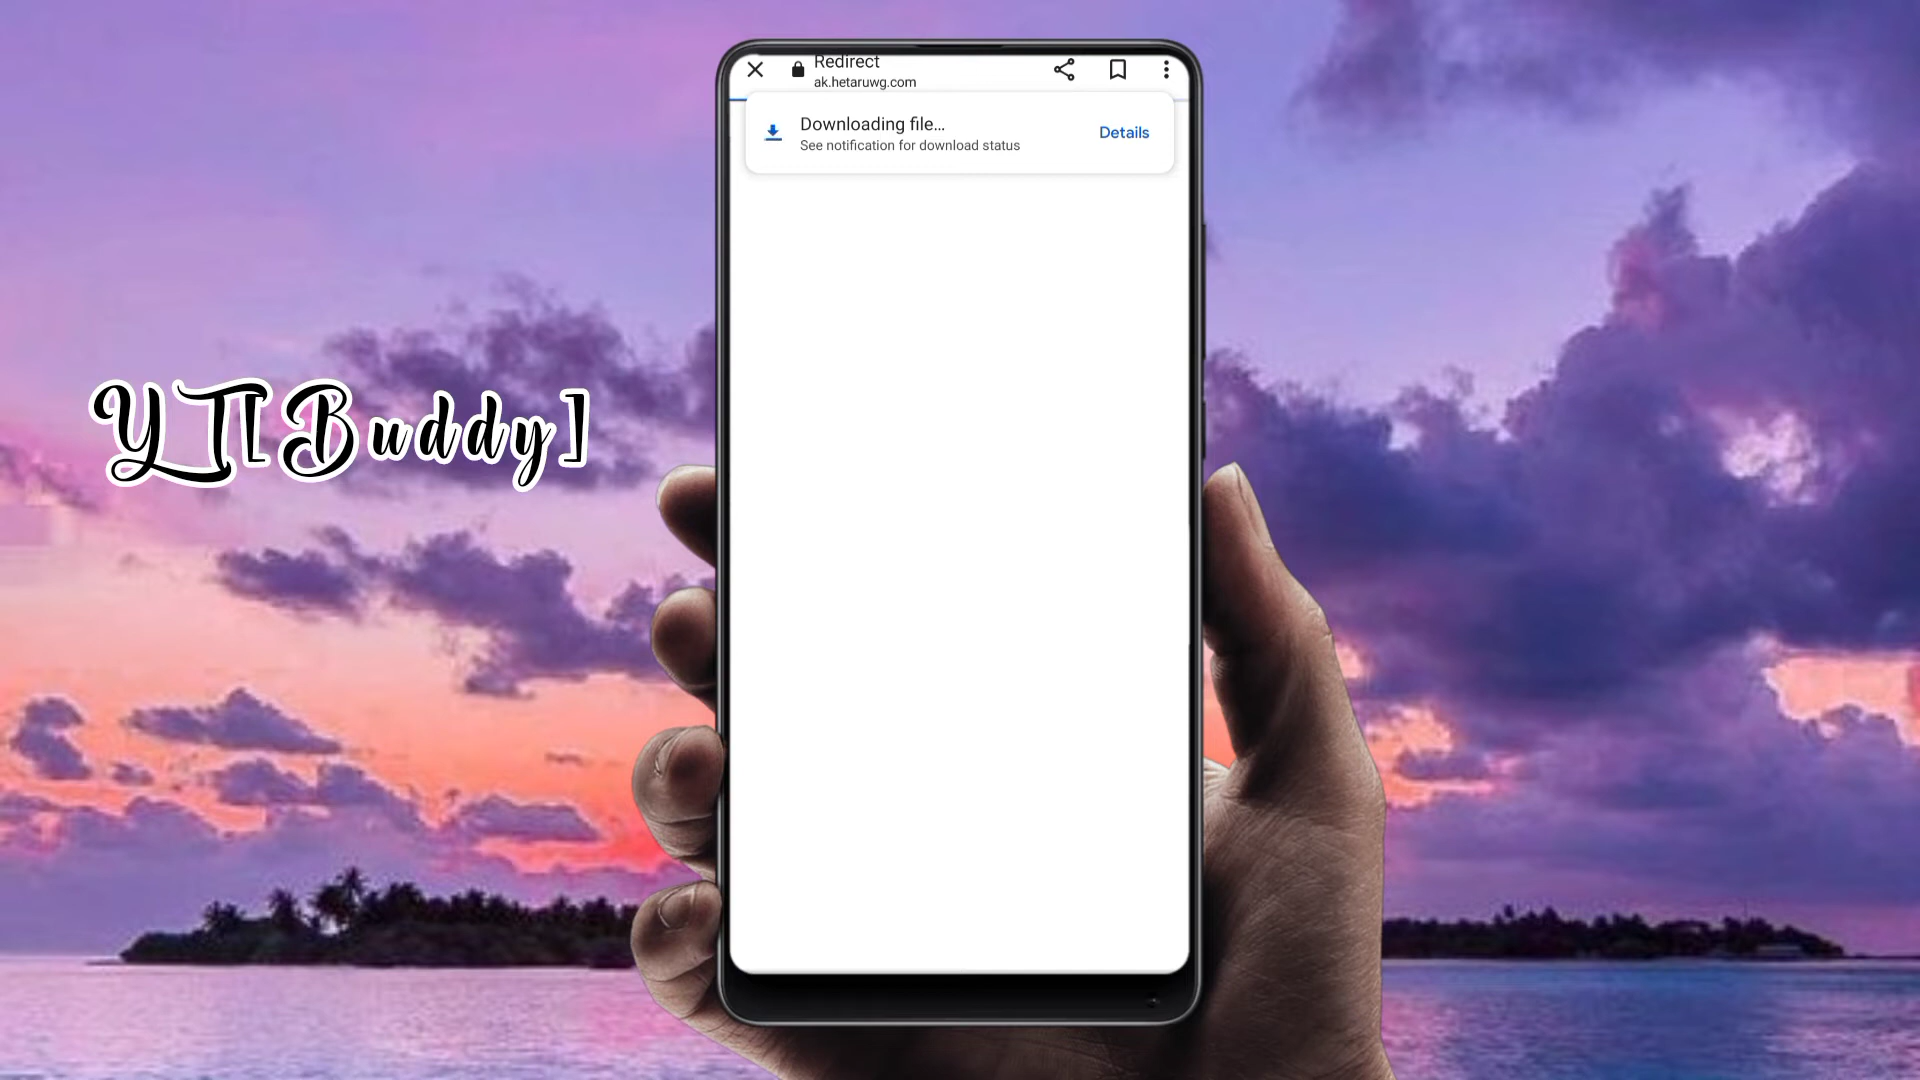 Redirect
ak.hetaruwg.com
Downloading file...
See notification for download status
Details
YT[Buddy]